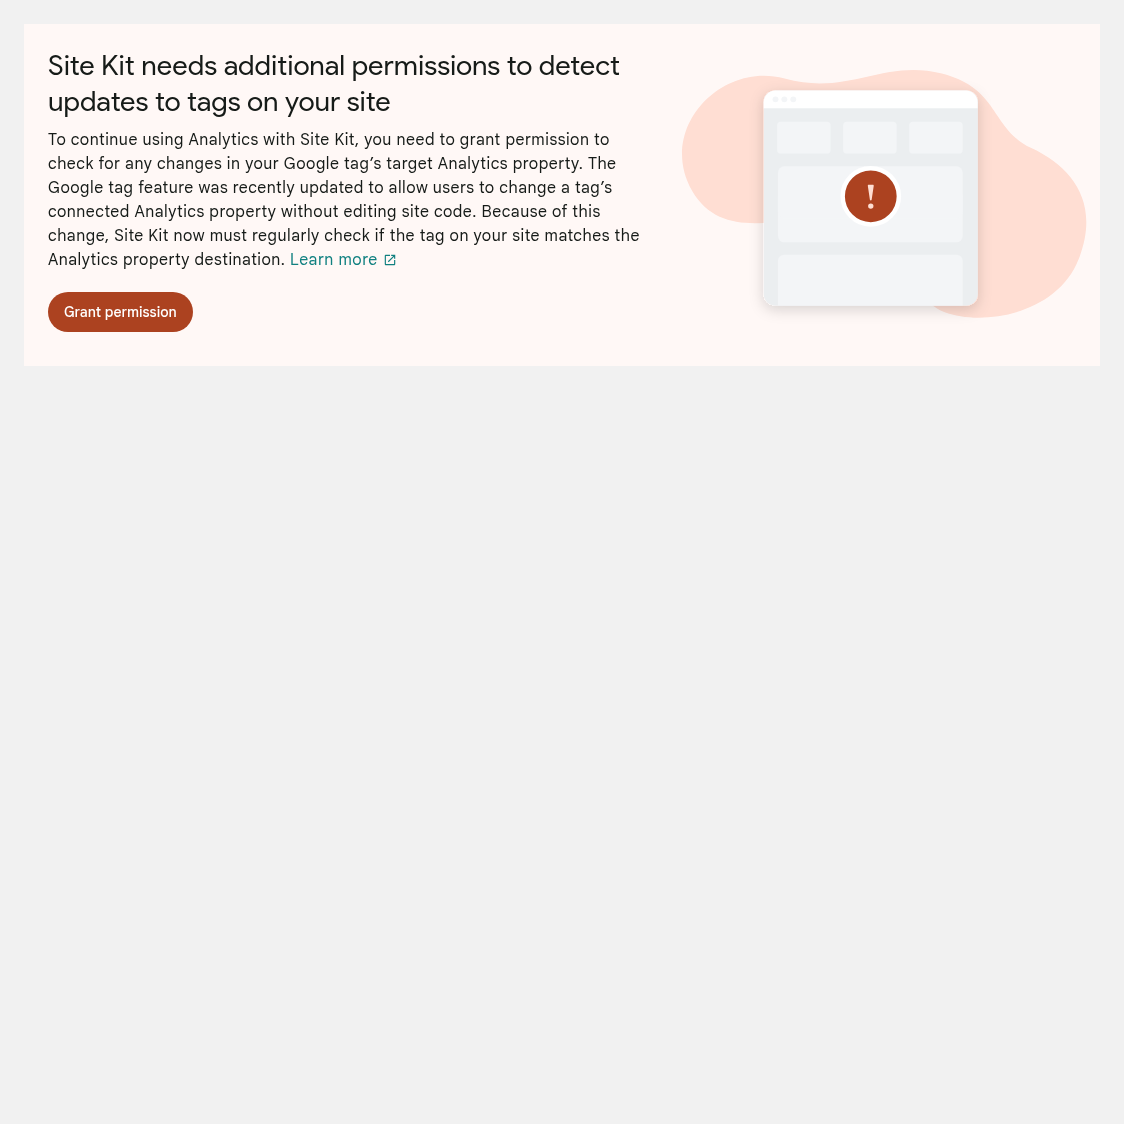 Site Kit needs additional permissions to detect
updates to tags on your site
To continue using Analytics with Site Kit, you need to grant permission to
check for any changes in your Google tag’s target Analytics property. The
Google tag feature was recently updated to allow users to change a tag’s
connected Analytics property without editing site code. Because of this
change, Site Kit now must regularly check if the tag on your site matches the
Analytics property destination. Learn more
Grant permission
!